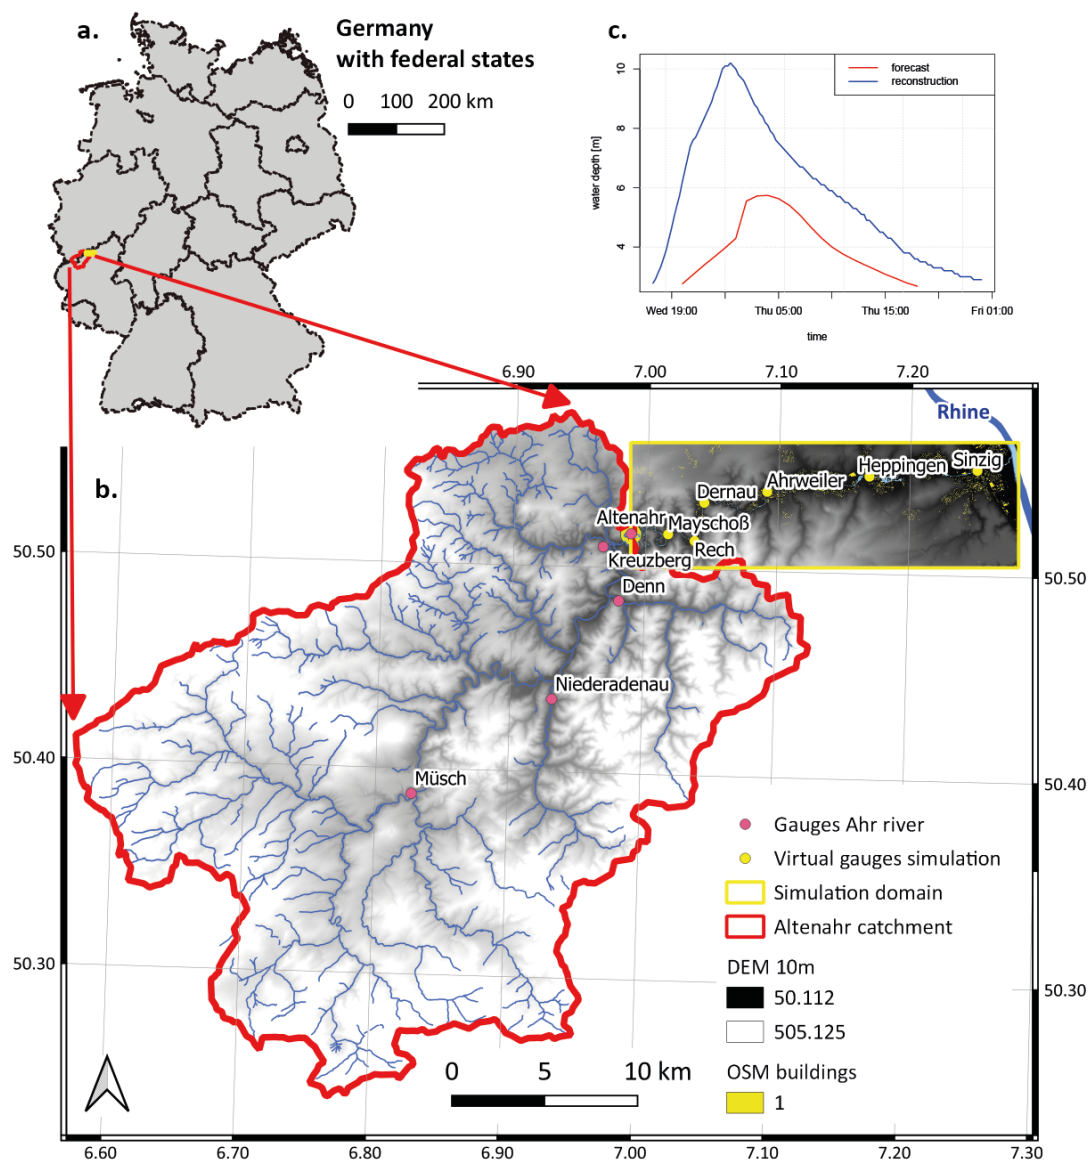 a.
Germany
with federal states
0 100 200 km
c.
forecast
reconstruction
water depth [m]
10
8
6
4
Wed 19:00 Thu 05:00 Thu 15:00 Fri 01:00
time
6.90 7.00 7.10 7.20
Rhine
b.
Sinzig
Heppingen
Ahrweiler
Dernau
Altenahr
Mayschoß
Rech
Kreuzberg
Denn
Niederadenau
Müsch
50.50
50.40
50.30
50.50
50.40
50.30
Gauges Ahr river
Virtual gauges simulation
Simulation domain
Altenahr catchment
DEM 10m
50.112
505.125
OSM buildings
1
0 5 10 km
6.60 6.70 6.80 6.90 7.00 7.10 7.20 7.30